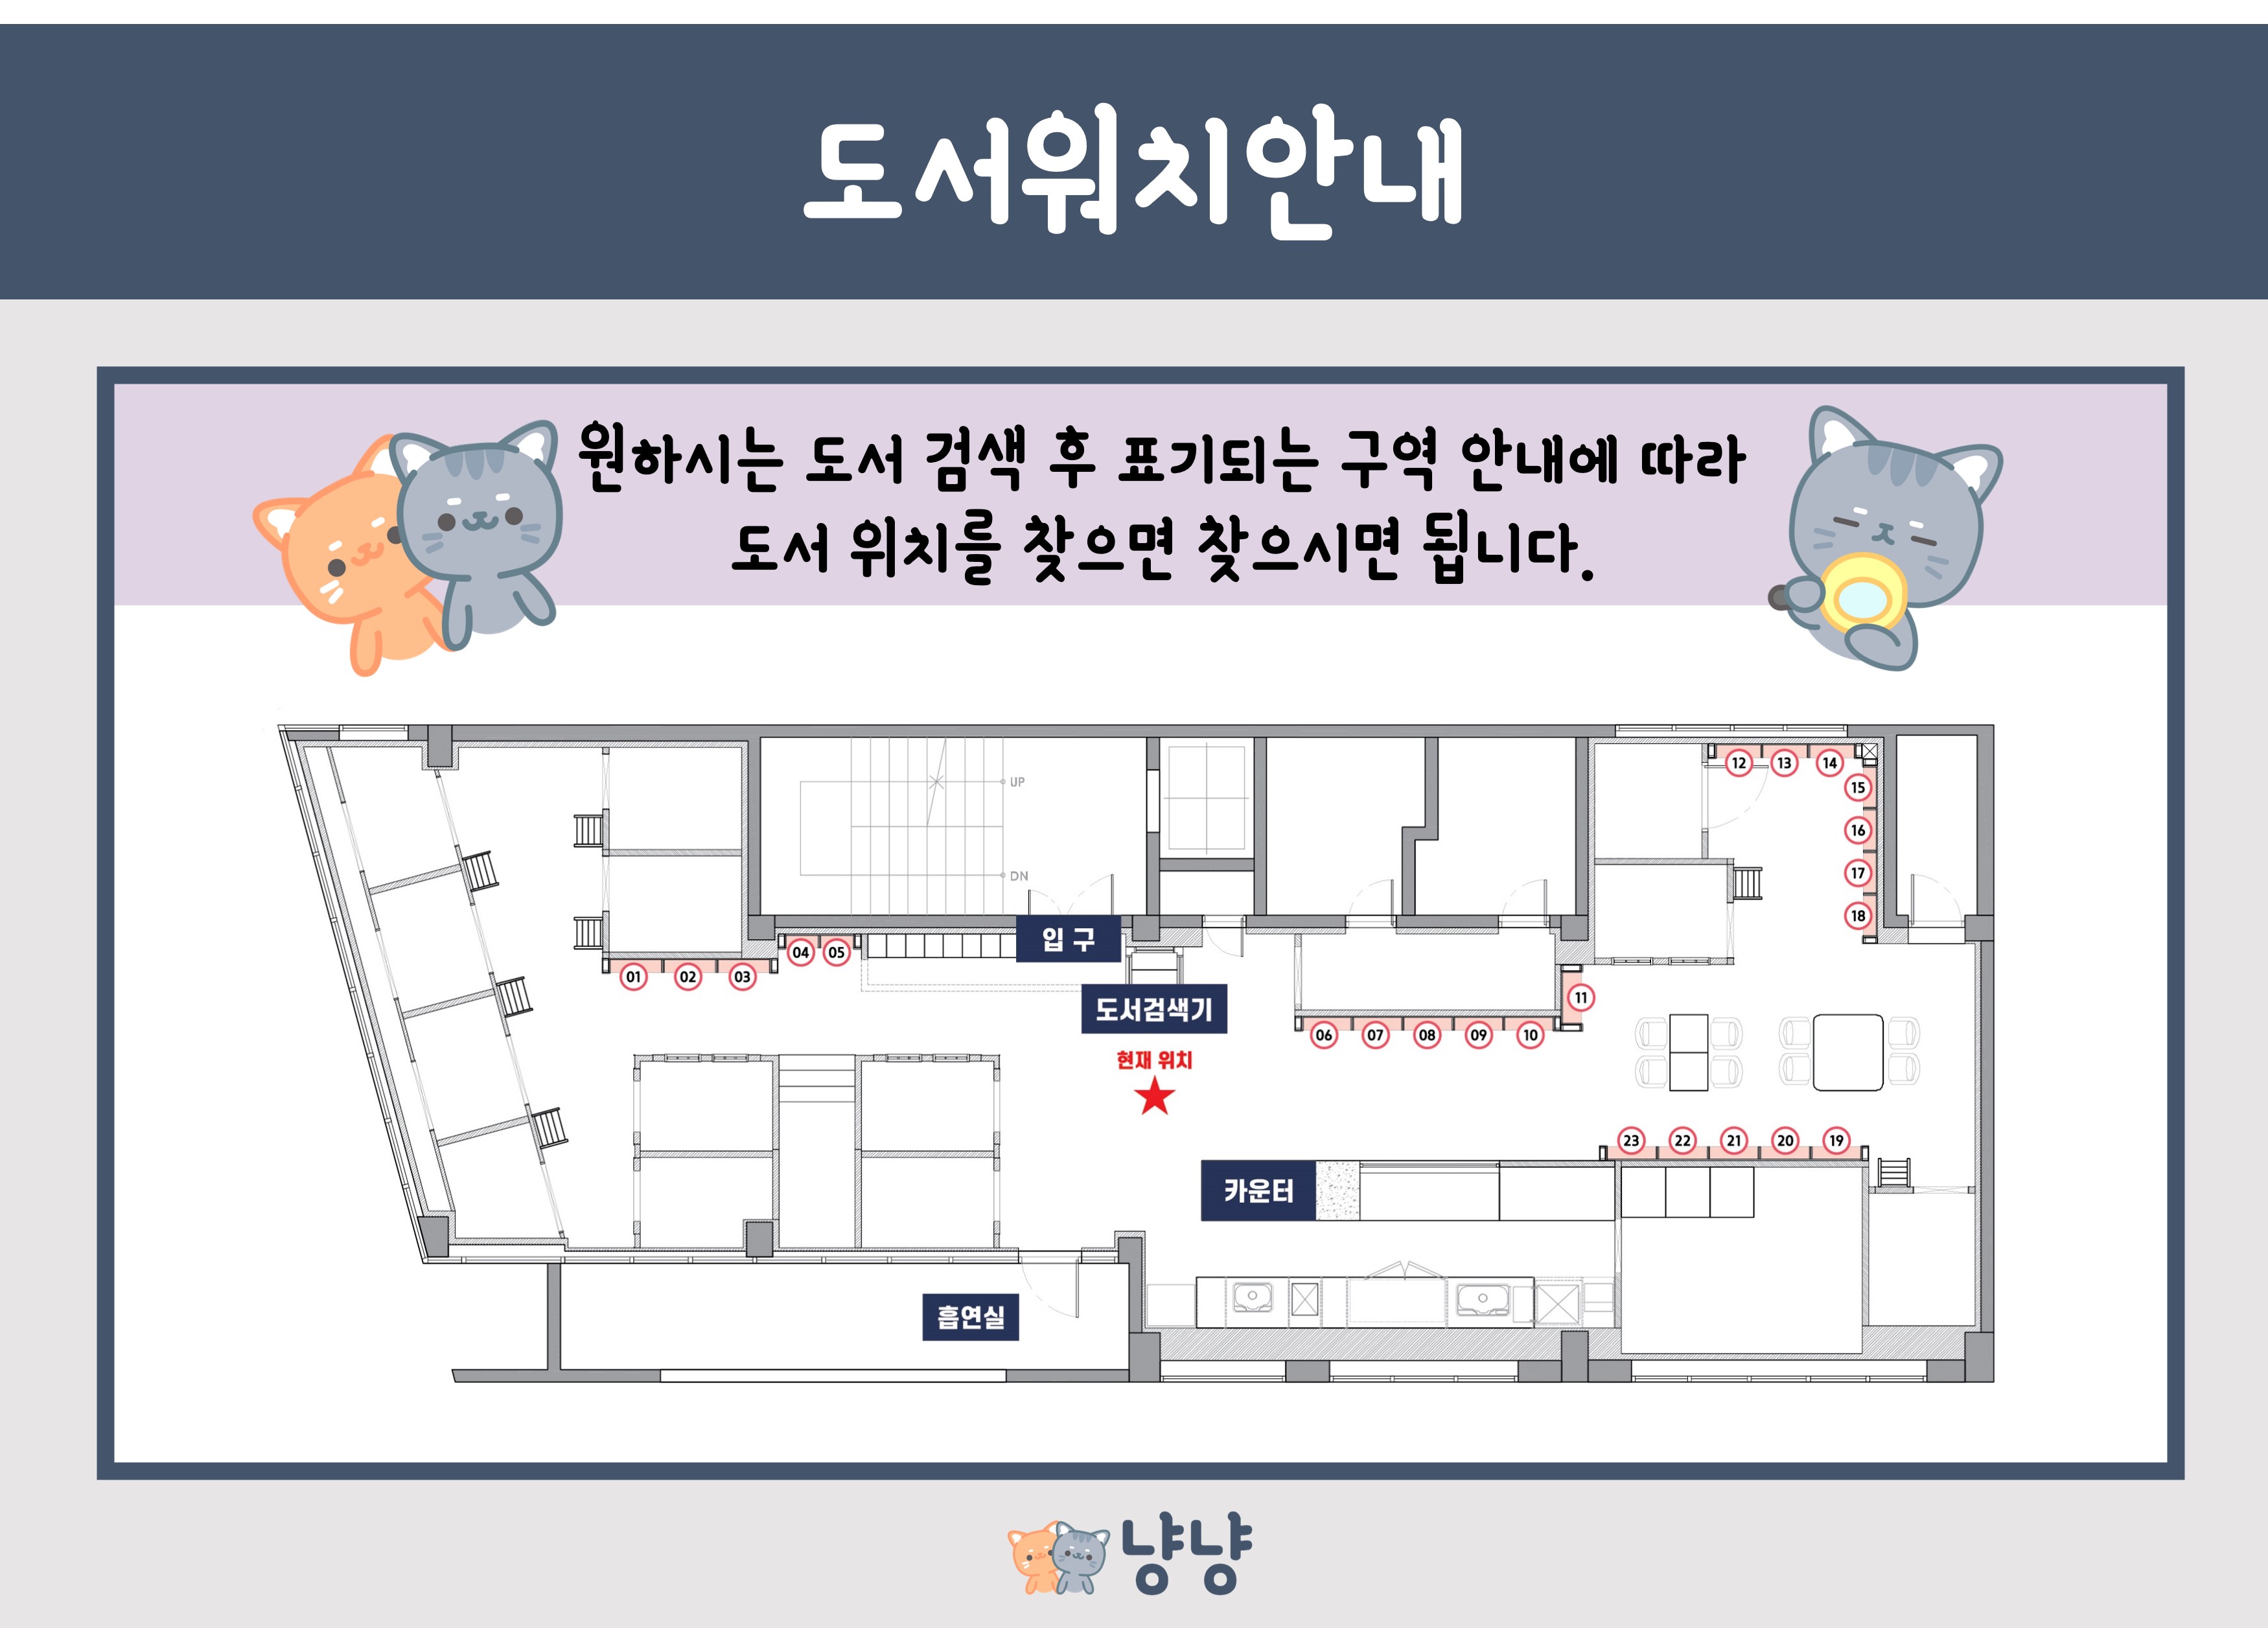 도서워치안내
원하시는 도서 검색 후 표기되는 구역 안내에 따라
도서 위치를 찾으면 찾으시면 됩니다.
UP
DN
12 13 14
15
16
17
18
입 구
04 05
01 02 03
11
도서검색기
06 07 08 09 10
현재 위치
23 22 21 20 19
카운터
흡연실
냥냥